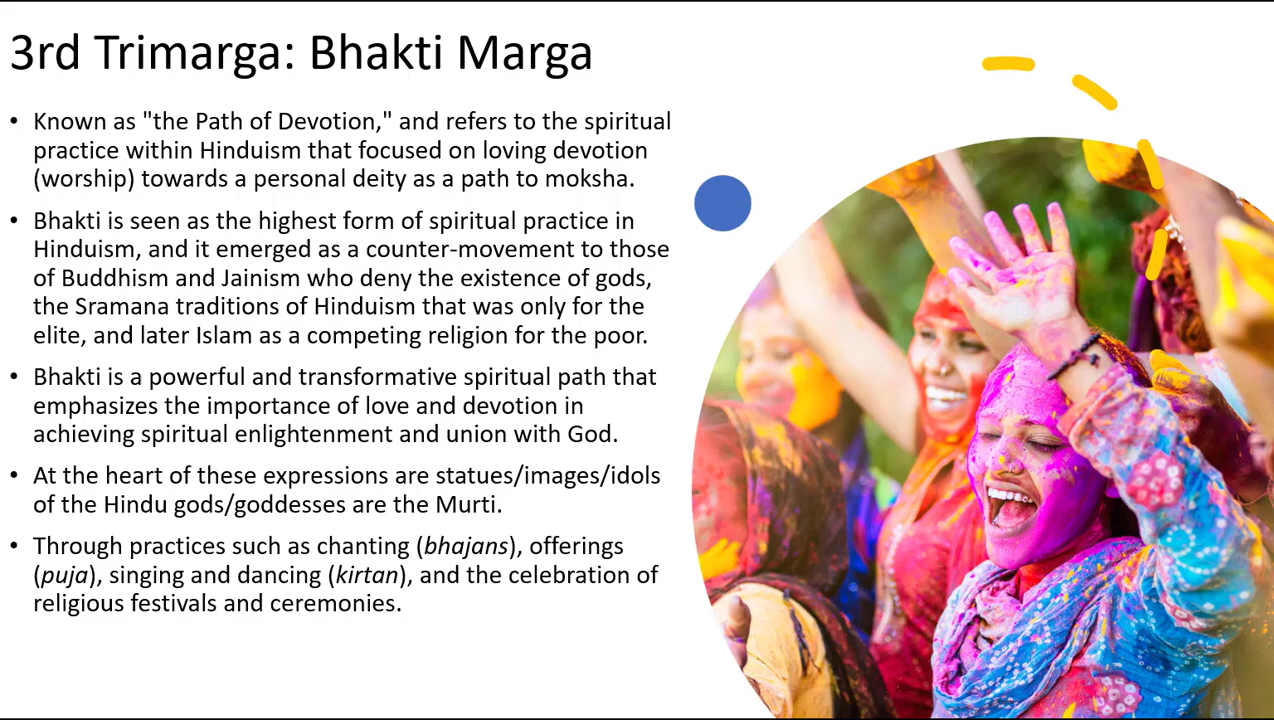 3rd Trimarga: Bhakti Marga
• Known as "the Path of Devotion," and refers to the spiritual
practice within Hinduism that focused on loving devotion
(worship) towards a personal deity as a path to moksha.
• Bhakti is seen as the highest form of spiritual practice in
Hinduism, and it emerged as a counter-movement to those
of Buddhism and Jainism who deny the existence of gods,
the Sramana traditions of Hinduism that was only for the
elite, and later Islam as a competing religion for the poor.
• Bhakti is a powerful and transformative spiritual path that
emphasizes the importance of love and devotion in
achieving spiritual enlightenment and union with God.
• At the heart of these expressions are statues/images/idols
of the Hindu gods/goddesses are the Murti.
• Through practices such as chanting (bhajans), offerings
(puja), singing and dancing (kirtan), and the celebration of
religious festivals and ceremonies.